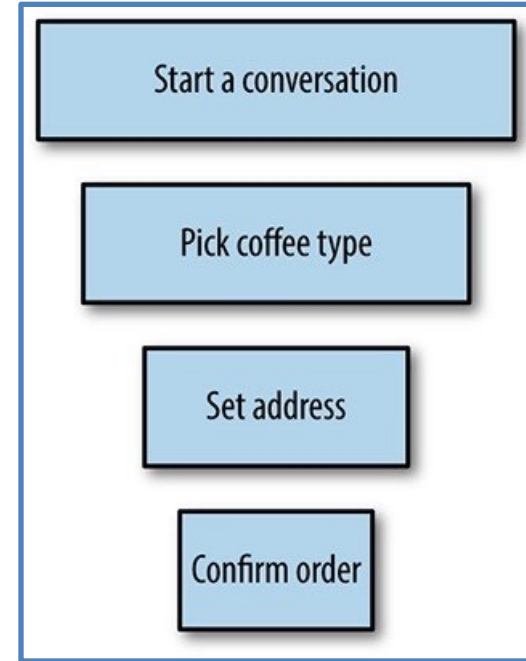 Start a conversation
Pick coffee type
Set address
Confirm order